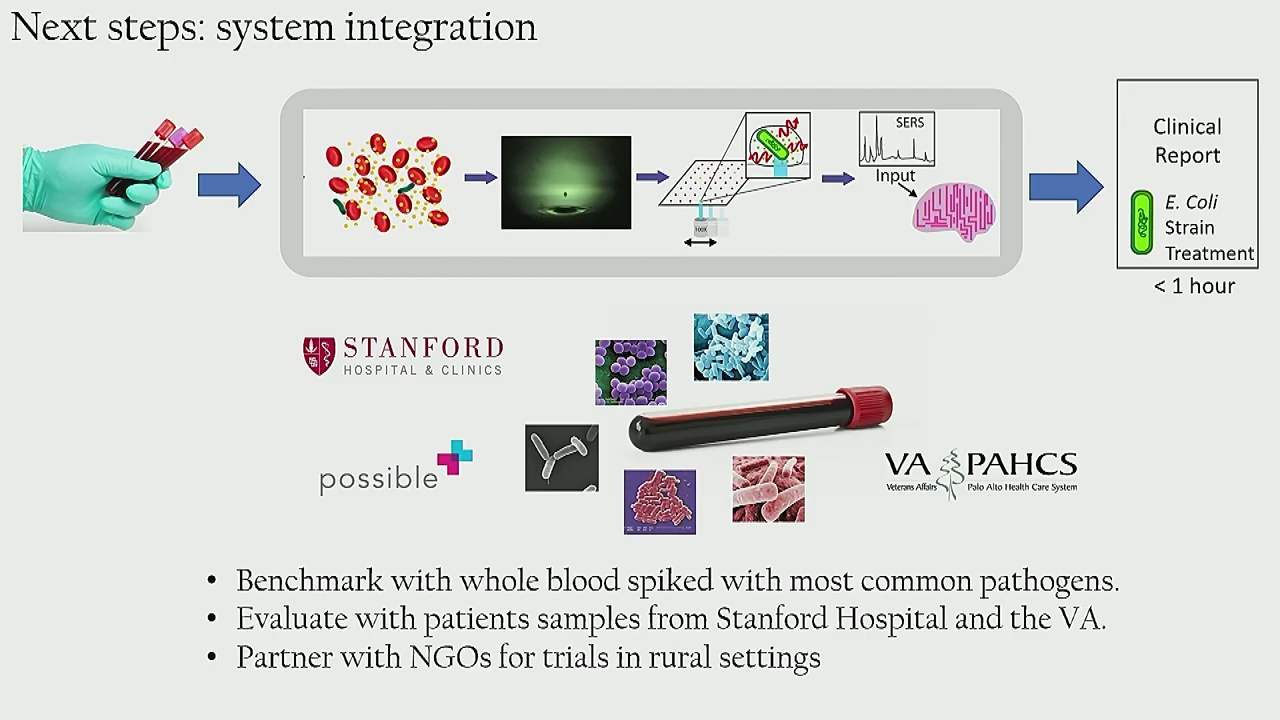 Next steps: system integration
SERS
Input
100X
Clinical
Report
E. Coli
Strain
Treatment
< 1 hour
STANFORD
HOSPITAL & CLINICS
possible
VA PAHCS
Veterans Affairs Palo Alto Health Care System
• Benchmark with whole blood spiked with most common pathogens.
• Evaluate with patients samples from Stanford Hospital and the VA.
• Partner with NGOs for trials in rural settings